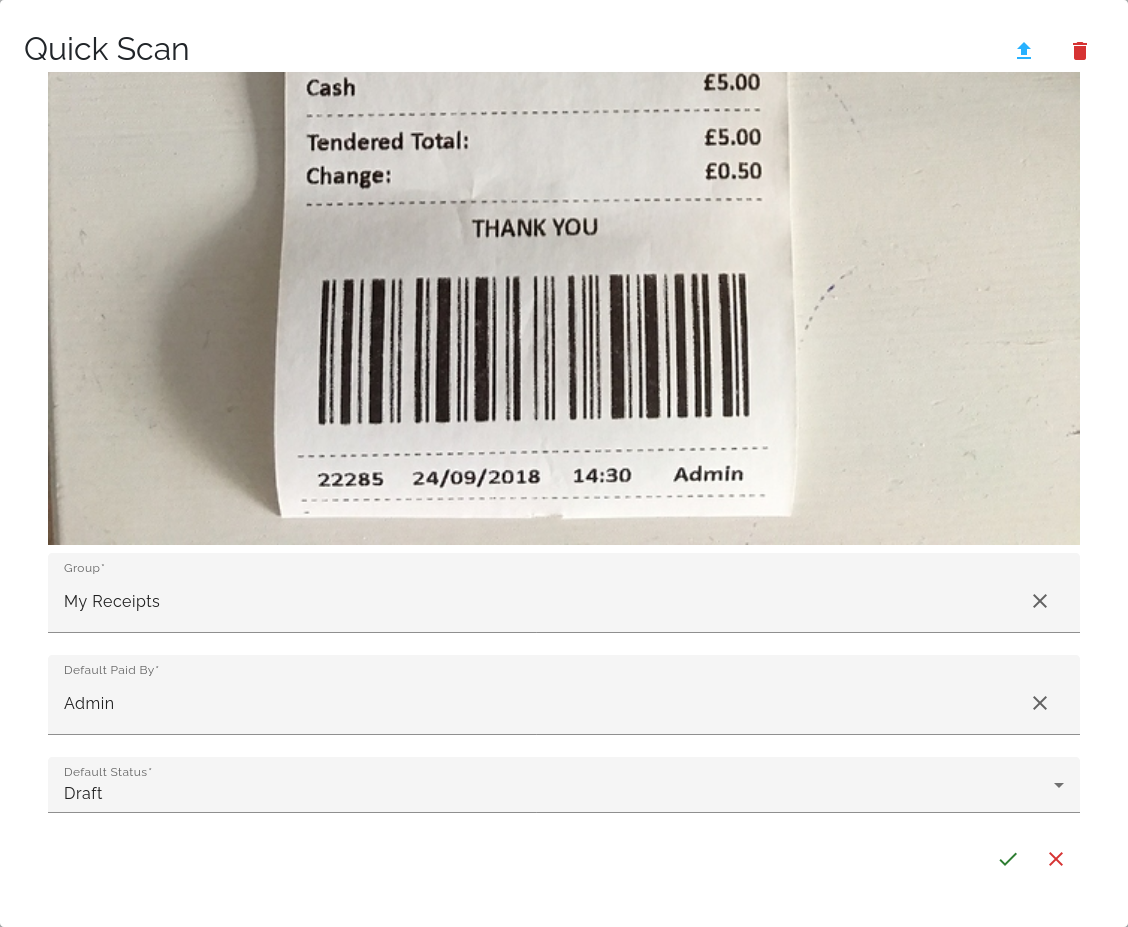 Quick Scan
Cash £5.00
Tendered Total: £5.00
Change: £0.50
THANK YOU
22285 24/09/2018 14:30 Admin
Group*
My Receipts
Default Paid By*
Admin
Default Status*
Draft